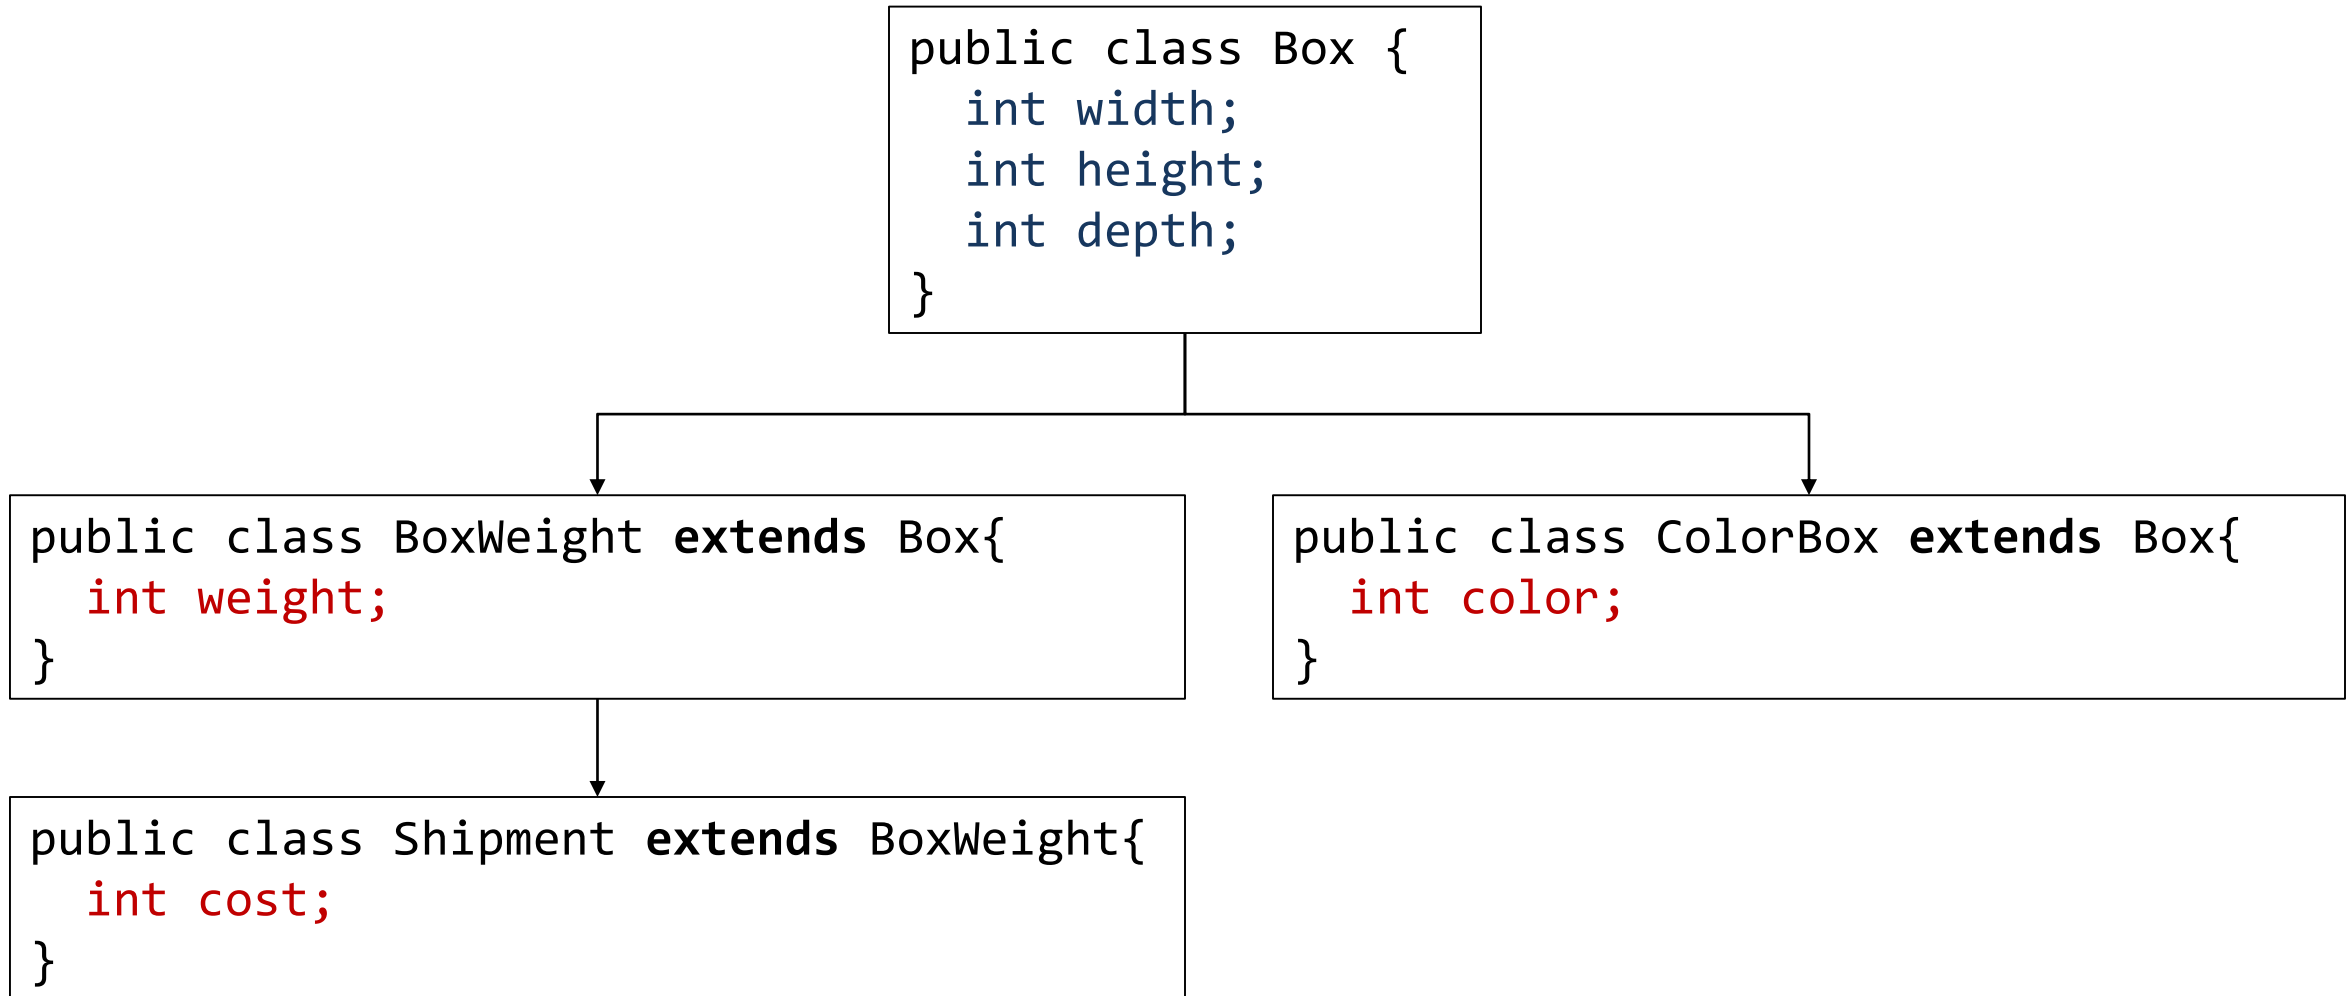 public class Box {
  int width;
  int height;
  int depth;
}
public class BoxWeight extends Box{
  int weight;
}
public class ColorBox extends Box{
  int color;
}
public class Shipment extends BoxWeight{
  int cost;
}